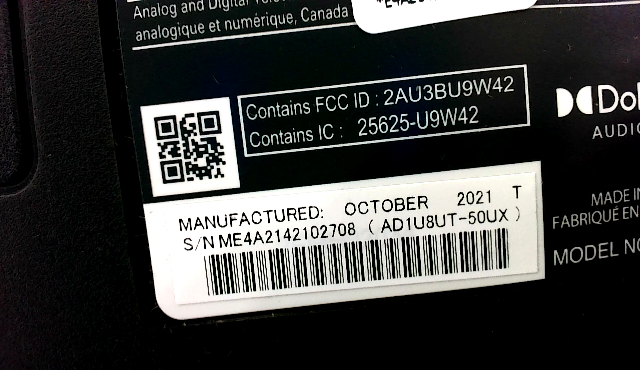 Analog and Digital
analogique et numérique, Canada
Contains FCC ID : 2AU3BU9W42
Contains IC : 25625-U9W42
AUDIO
MANUFACTURED: OCTOBER 2021 T
S/N ME4A2142102708 ( AD1U8UT-50UX )
MADE IN
FABRIQUÉ EN
MODEL NO